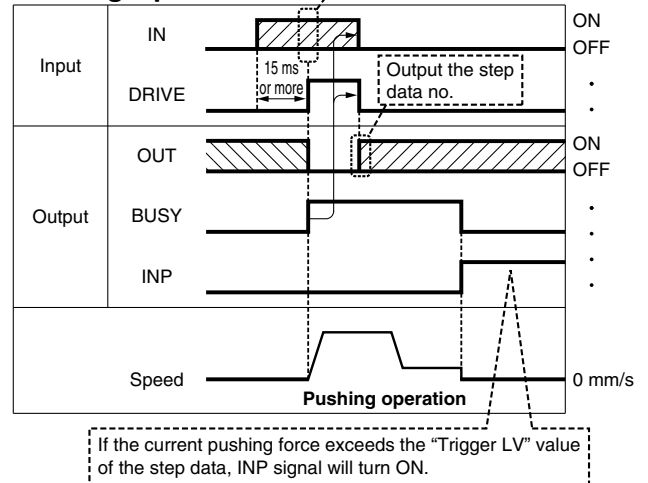 IN
ON
OFF
Input
15 ms
or more
Output the step
data no.
DRIVE
OUT
ON
OFF
Output
BUSY
INP
Speed
0 mm/s
Pushing operation
If the current pushing force exceeds the “Trigger LV” value
of the step data, INP signal will turn ON.